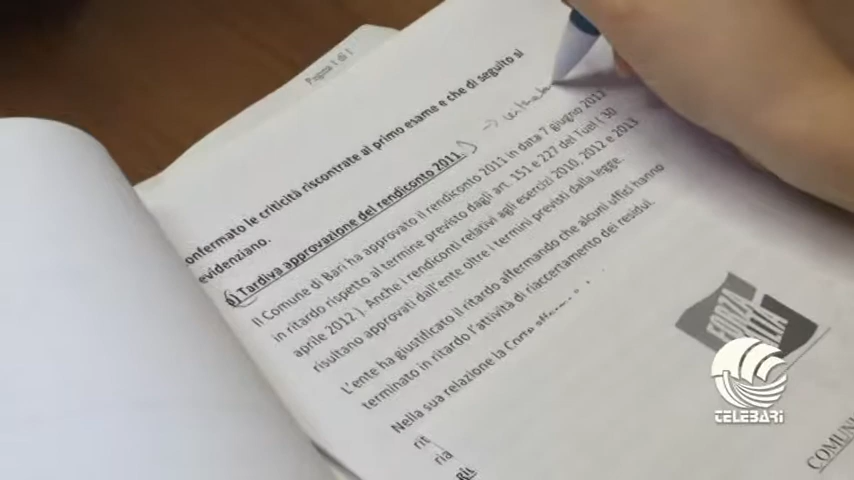 Pagina 1 di 1
onfermato le criticità riscontrate al primo esame e che di seguito si
evidenziano.
a) Tardiva approvazione del rendiconto 2011
Il Comune di Bari ha approvato il rendiconto 2011 in data 7 giugno 2012
in ritardo rispetto al termine previsto dagli art. 151 e 227 del Tuel ( 30
aprile 2012 ). Anche i rendiconti relativi agli esercizi 2010, 2012 e 2013
risultano approvati dall'ente oltre i termini previsti dalla legge.
L'ente ha giustificato il ritardo affermando che alcuni uffici hanno
terminato in ritardo l'attività di riaccertamento dei residui.
Nella sua relazione la Corte
rit
ria
Rit
FORZA
ITALIA
TELEBARI
COMUN